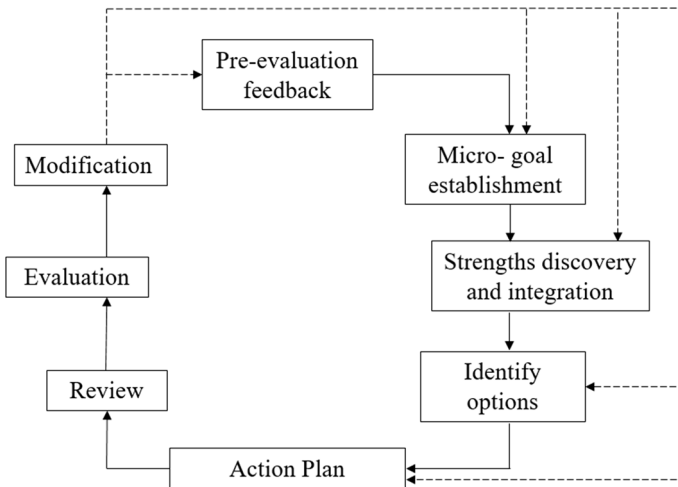 Pre-evaluation
feedback
Micro- goal
establishment
Modification
Strengths discovery
and integration
Evaluation
Identify
options
Review
Action Plan